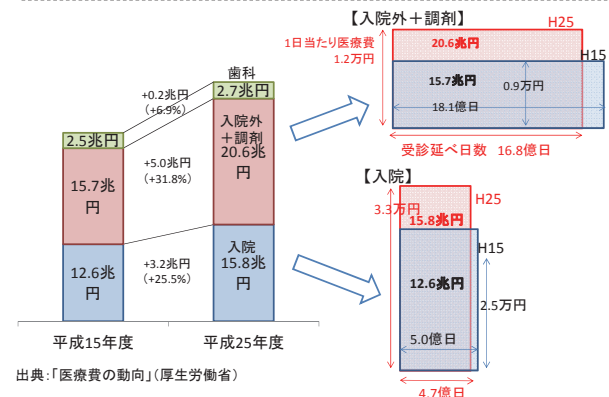 【入院外＋調剤】
H25
1日当たり医療費
1.2万円
20.6兆円
H15
15.7兆円
0.9万円
18.1億日
受診延べ日数 16.8億日
歯科
2.7兆円
+0.2兆円
(+6.9%)
2.5兆円
入院外
＋調剤
20.6兆
円
+5.0兆円
(+31.8%)
15.7兆
円
【入院】
3.3万円
H25
15.8兆円
H15
12.6兆円
2.5万円
5.0億日
4.7億日
+3.2兆円
(+25.5%)
入院
15.8兆
円
12.6兆
円
平成15年度
平成25年度
出典:「医療費の動向」(厚生労働省)